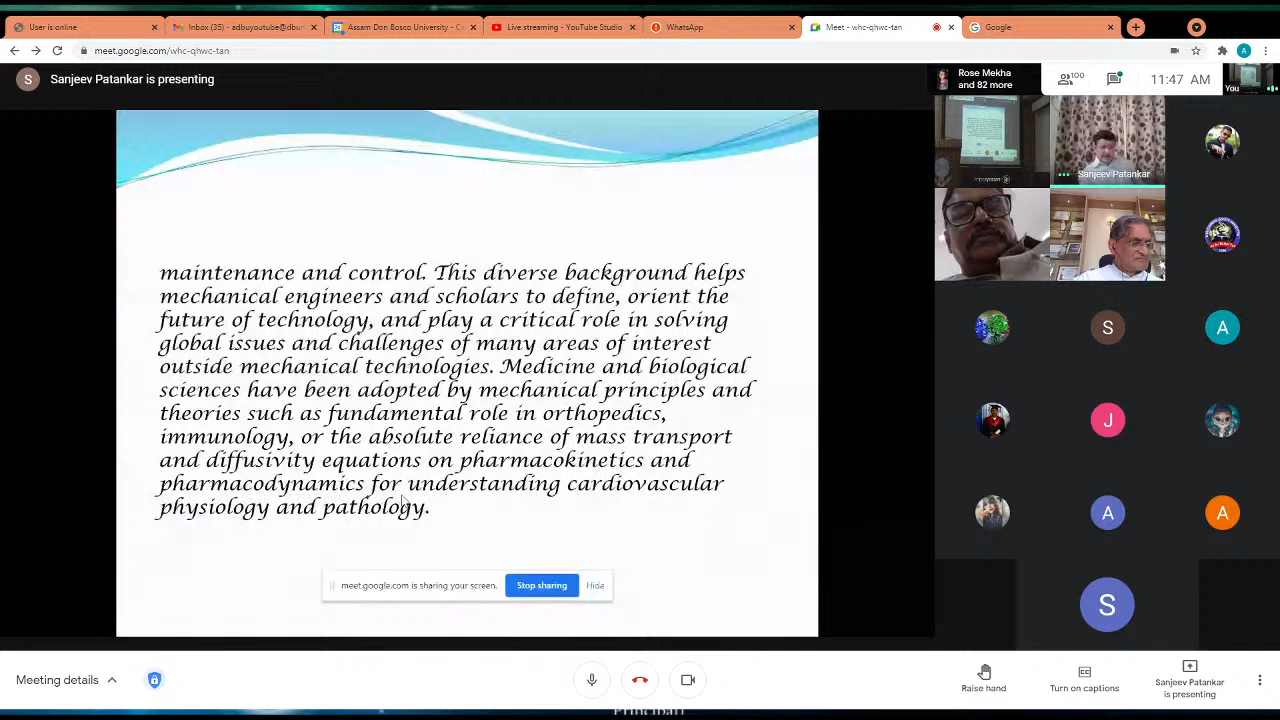 User is online
Inbox (35) - adbuyoutube@dbu
Assam Don Bosco University - C
Live streaming - YouTube Studio
WhatsApp
Meet - whc-qhwc-tan
Google
meet.google.com/whc-qhwc-tan
A
S
Sanjeev Patankar is presenting
Rose Mekha
and 82 more
100
11:47 AM
You
Sanjeev Patankar
maintenance and control. This diverse background helps
mechanical engineers and scholars to define, orient the
future of technology, and play a critical role in solving
global issues and challenges of many areas of interest
outside mechanical technologies. Medicine and biological
sciences have been adopted by mechanical principles and
theories such as fundamental role in orthopedics,
immunology, or the absolute reliance of mass transport
and diffusivity equations on pharmacokinetics and
pharmacodynamics for understanding cardiovascular
physiology and pathology.
meet.google.com is sharing your screen.
Stop sharing
Hide
S
A
J
A
A
S
Meeting details
Raise hand
Turn on captions
Sanjeev Patankar
is presenting